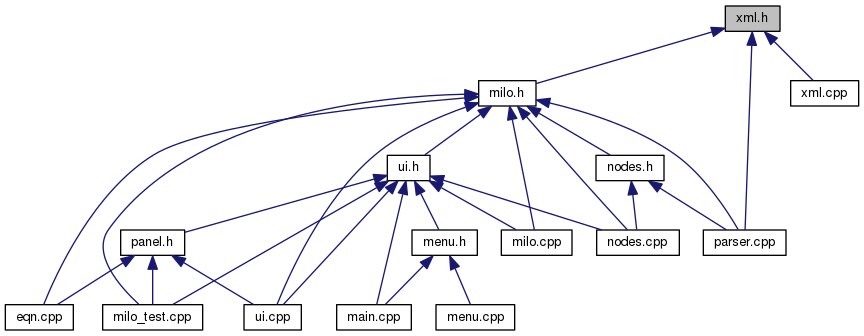 xml.h
milo.h
xml.cpp
ui.h
nodes.h
panel.h
menu.h
milo.cpp
nodes.cpp
parser.cpp
eqn.cpp
milo_test.cpp
ui.cpp
main.cpp
menu.cpp